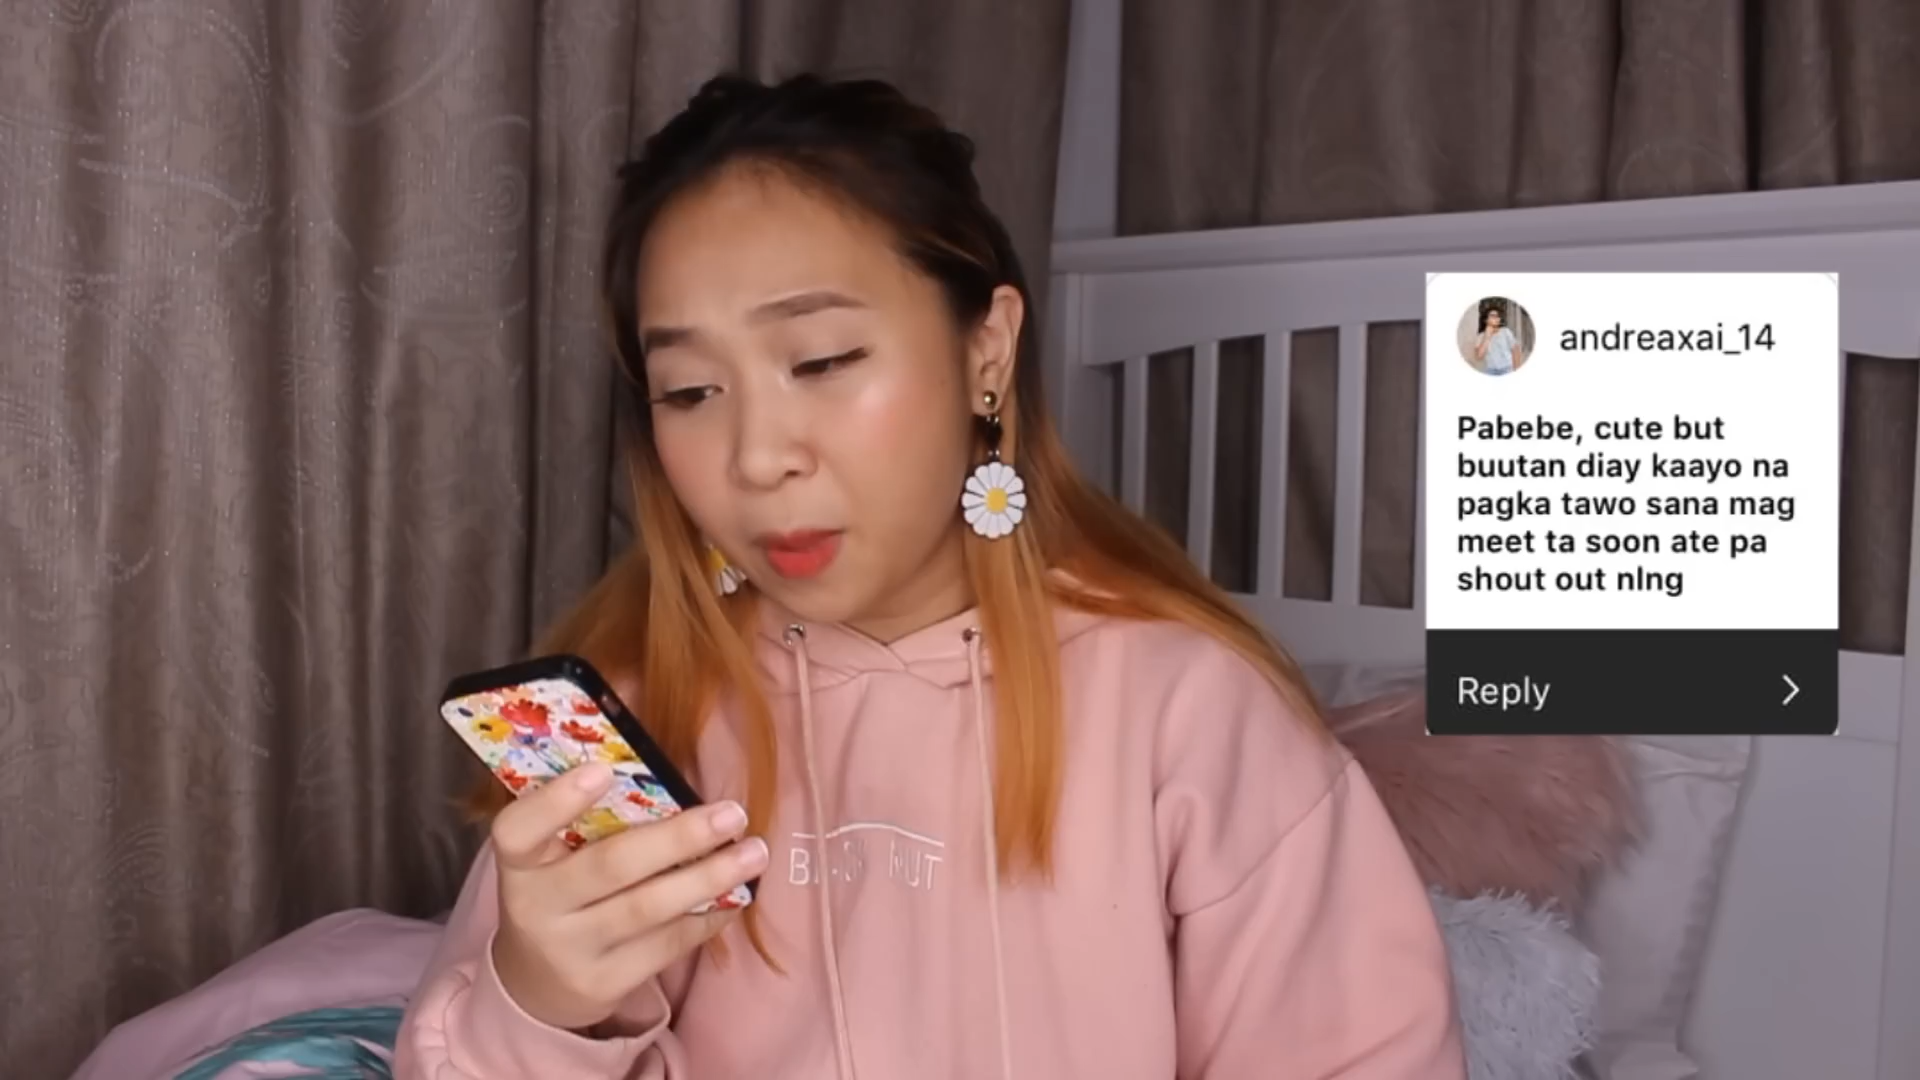 andreaxai_14
Pabebe, cute but
buutan diay kaayo na
pagka tawo sana mag
meet ta soon ate pa
shout out nlng
Reply